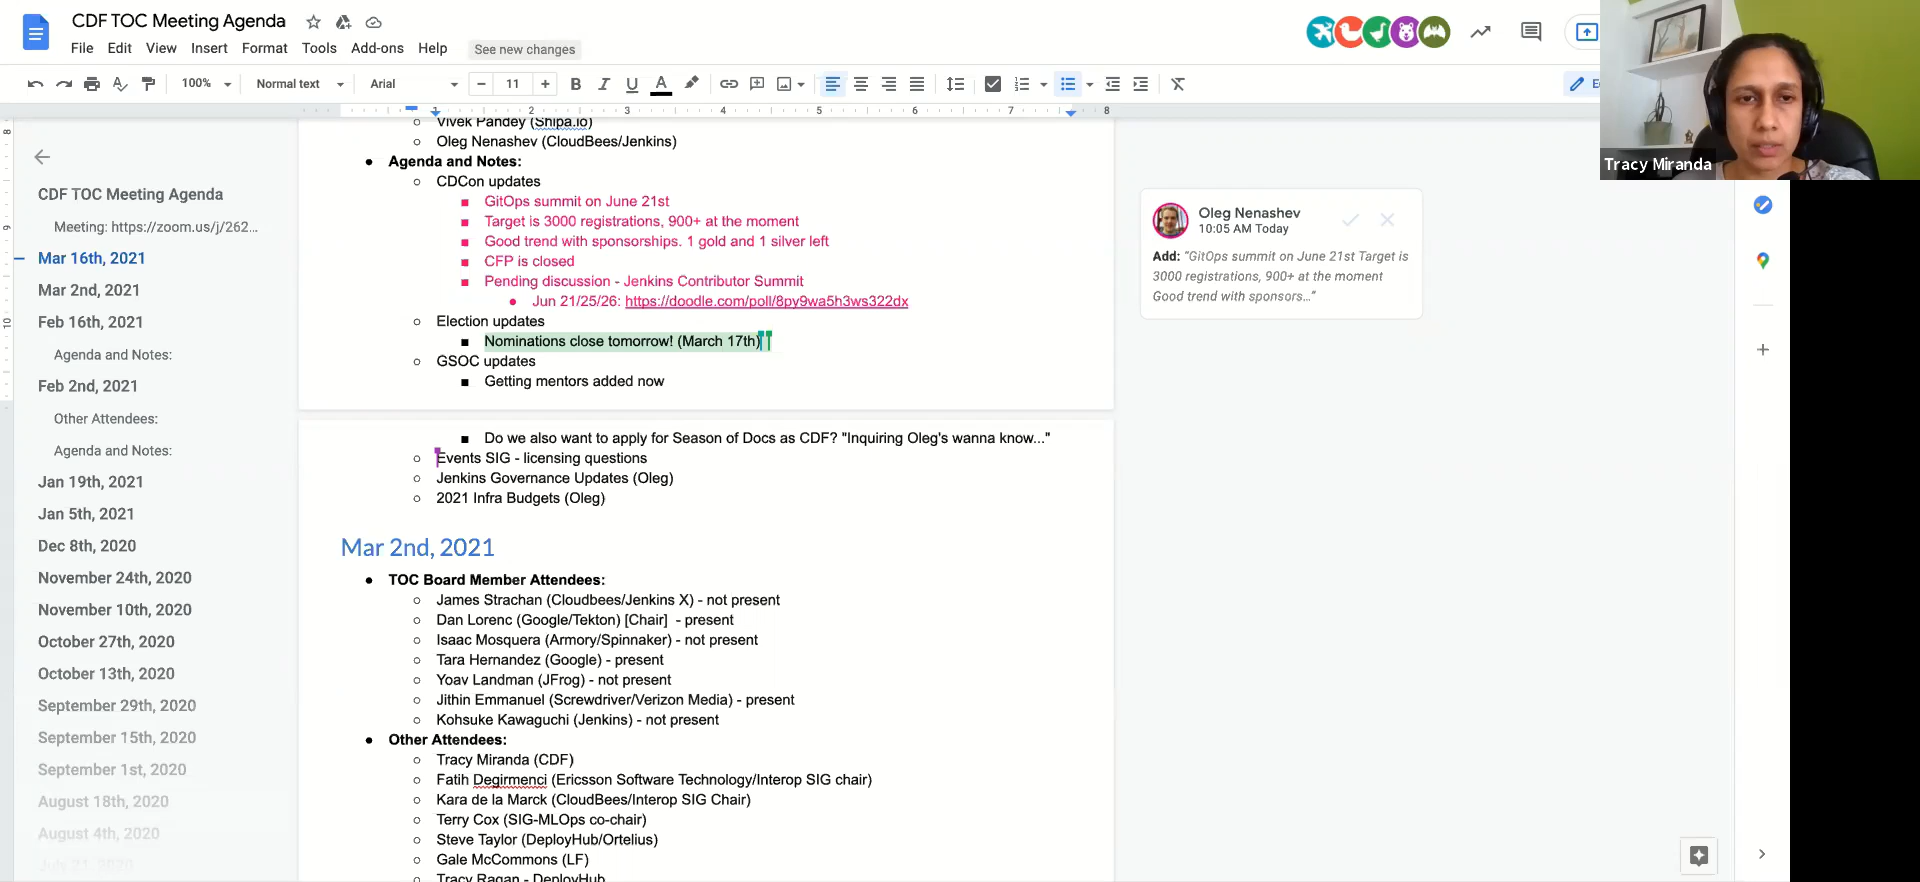 CDF TOC Meeting Agenda
File Edit View Insert Format Tools Add-ons Help See new changes
100% Normal text Arial 11
1 2 3 4 5 6 7 8
Tracy Miranda
CDF TOC Meeting Agenda
Meeting: https://zoom.us/j/262...
Mar 16th, 2021
Mar 2nd, 2021
Feb 16th, 2021
Agenda and Notes:
Feb 2nd, 2021
Other Attendees:
Agenda and Notes:
Jan 19th, 2021
Jan 5th, 2021
Dec 8th, 2020
November 24th, 2020
November 10th, 2020
October 27th, 2020
October 13th, 2020
September 29th, 2020
September 15th, 2020
September 1st, 2020
August 18th, 2020
August 4th, 2020
July 21, 2020
Vivek Pandey (Shipa.io)
Oleg Nenashev (CloudBees/Jenkins)
Agenda and Notes:
CDCon updates
GitOps summit on June 21st
Target is 3000 registrations, 900+ at the moment
Good trend with sponsorships. 1 gold and 1 silver left
CFP is closed
Pending discussion - Jenkins Contributor Summit
Jun 21/25/26: https://doodle.com/poll/8py9wa5h3ws322dx
Election updates
Nominations close tomorrow! (March 17th)
GSOC updates
Getting mentors added now
Do we also want to apply for Season of Docs as CDF? "Inquiring Oleg's wanna know..."
Events SIG - licensing questions
Jenkins Governance Updates (Oleg)
2021 Infra Budgets (Oleg)
Mar 2nd, 2021
TOC Board Member Attendees:
James Strachan (Cloudbees/Jenkins X) - not present
Dan Lorenc (Google/Tekton) [Chair] - present
Isaac Mosquera (Armory/Spinnaker) - not present
Tara Hernandez (Google) - present
Yoav Landman (JFrog) - not present
Jithin Emmanuel (Screwdriver/Verizon Media) - present
Kohsuke Kawaguchi (Jenkins) - not present
Other Attendees:
Tracy Miranda (CDF)
Fatih Degirmenci (Ericsson Software Technology/Interop SIG chair)
Kara de la Marck (CloudBees/Interop SIG Chair)
Terry Cox (SIG-MLOps co-chair)
Steve Taylor (DeployHub/Ortelius)
Gale McCommons (LF)
Tracy Ragan - DeployHub
Oleg Nenashev
10:05 AM Today
Add: "GitOps summit on June 21st Target is
3000 registrations, 900+ at the moment
Good trend with sponsors..."